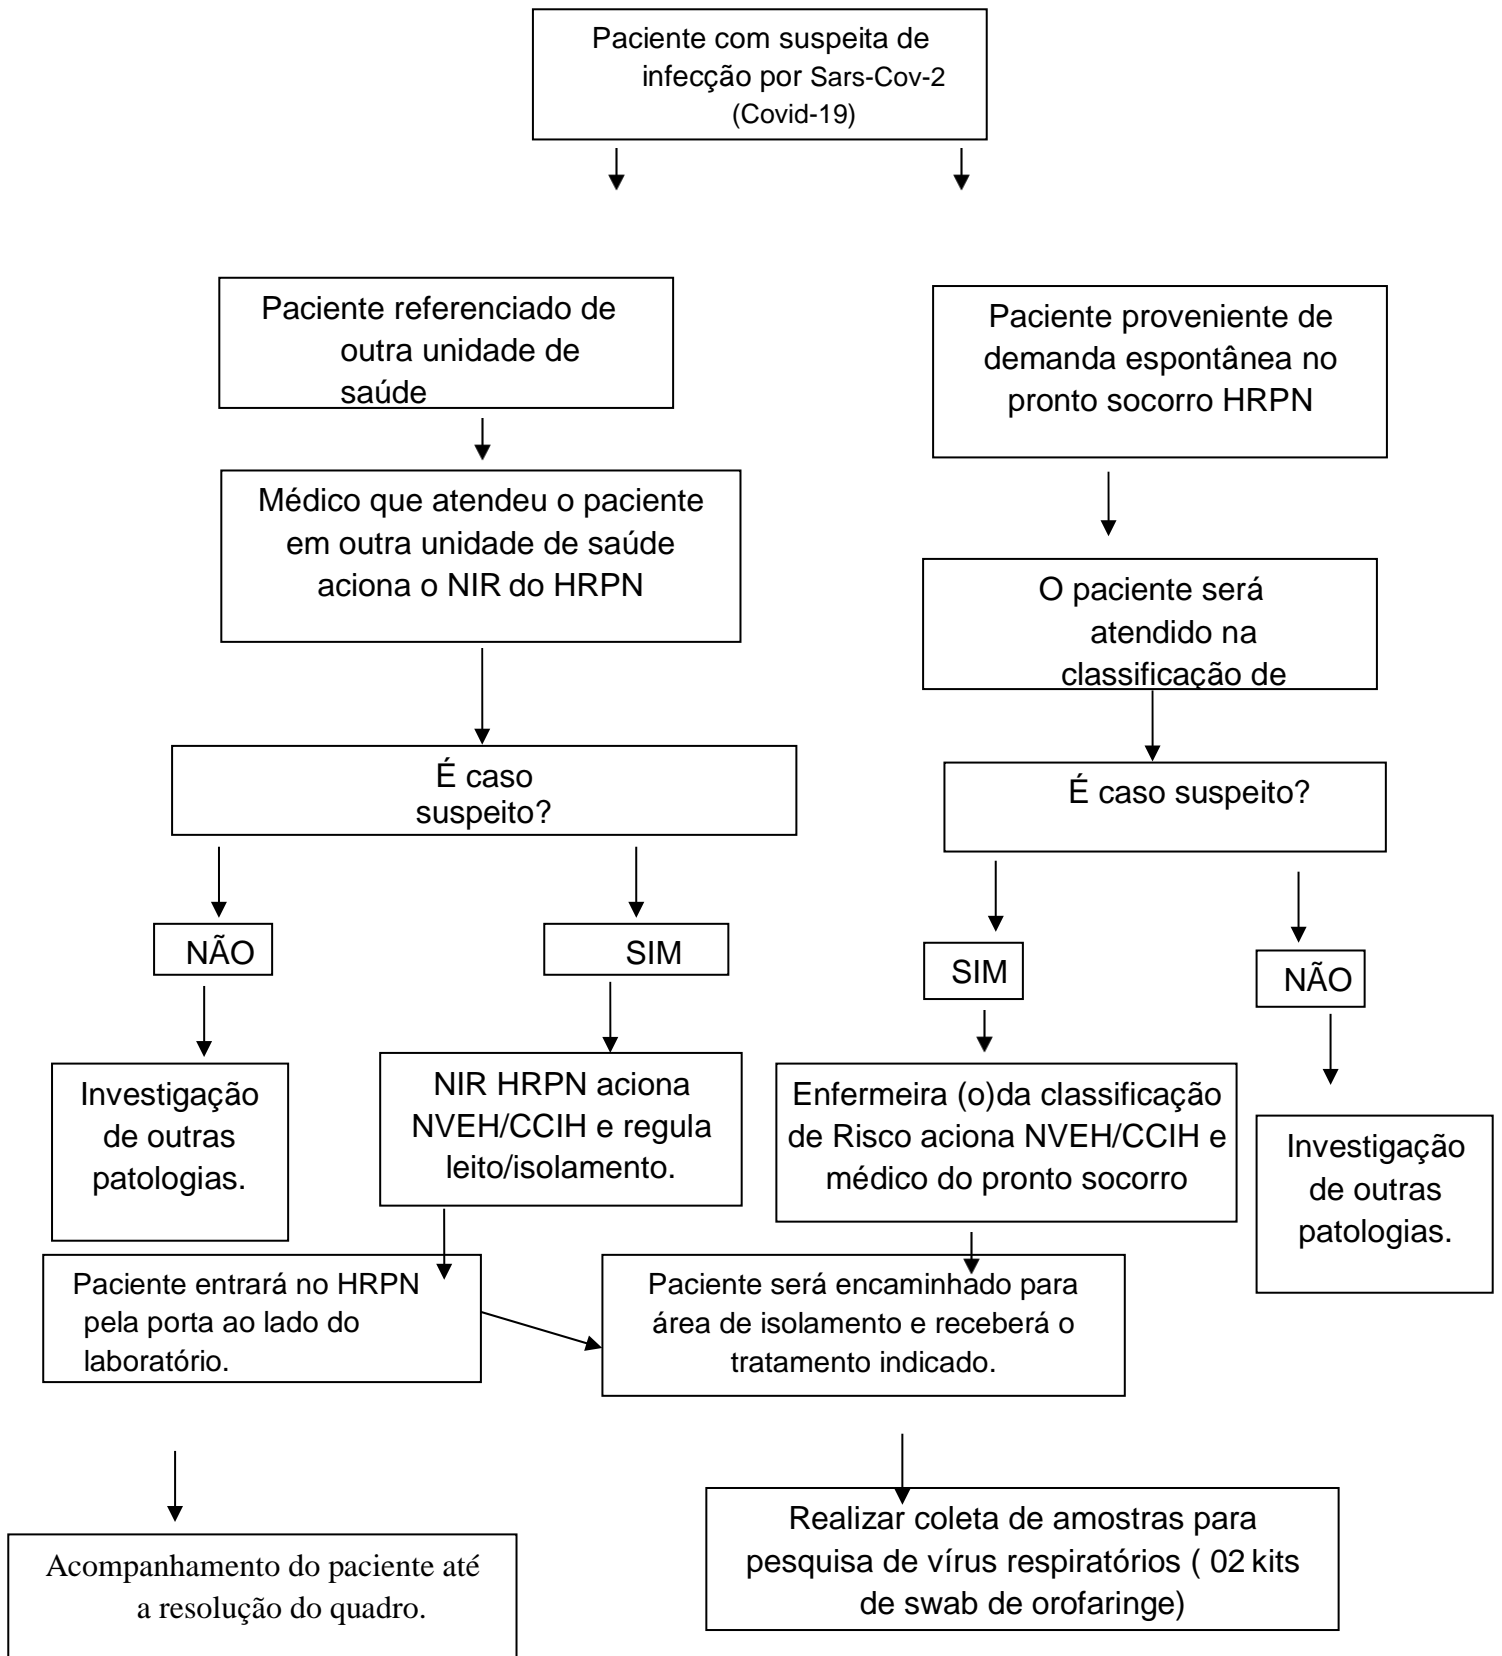 Paciente com suspeita de
infecção por Sars-Cov-2
(Covid-19)
Paciente referenciado de
outra unidade de
saúde
Paciente proveniente de
demanda espontânea no
pronto socorro HRPN
Médico que atendeu o paciente
em outra unidade de saúde
aciona o NIR do HRPN
O paciente será
atendido na
classificação de
É caso
suspeito?
É caso suspeito?
NÃO
SIM
SIM
NÃO
Investigação
de outras
patologias.
NIR HRPN aciona
NVEH/CCIH e regula
leito/isolamento.
Enfermeira (o)da classificação
de Risco aciona NVEH/CCIH e
médico do pronto socorro
Investigação
de outras
patologias.
Paciente entrará no HRPN
pela porta ao lado do
laboratório.
Paciente será encaminhado para
área de isolamento e receberá o
tratamento indicado.
Realizar coleta de amostras para
pesquisa de vírus respiratórios ( 02 kits
de swab de orofaringe)
Acompanhamento do paciente até
a resolução do quadro.